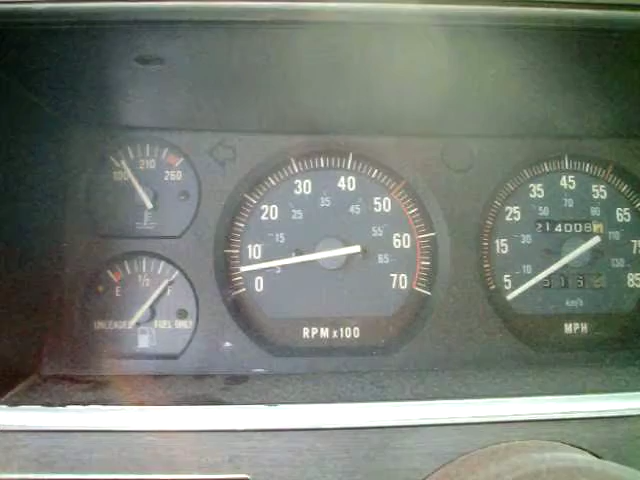 100 210 260
E 1/2 F
UNLEADED FUEL ONLY
0 10 20 30 40 50 60 70
5 15 25 35 45 55 65
RPM x 100
5 15 25 35 45 55 65 75 85
10 30 50 70 90 110 130
214008
km/h
MPH